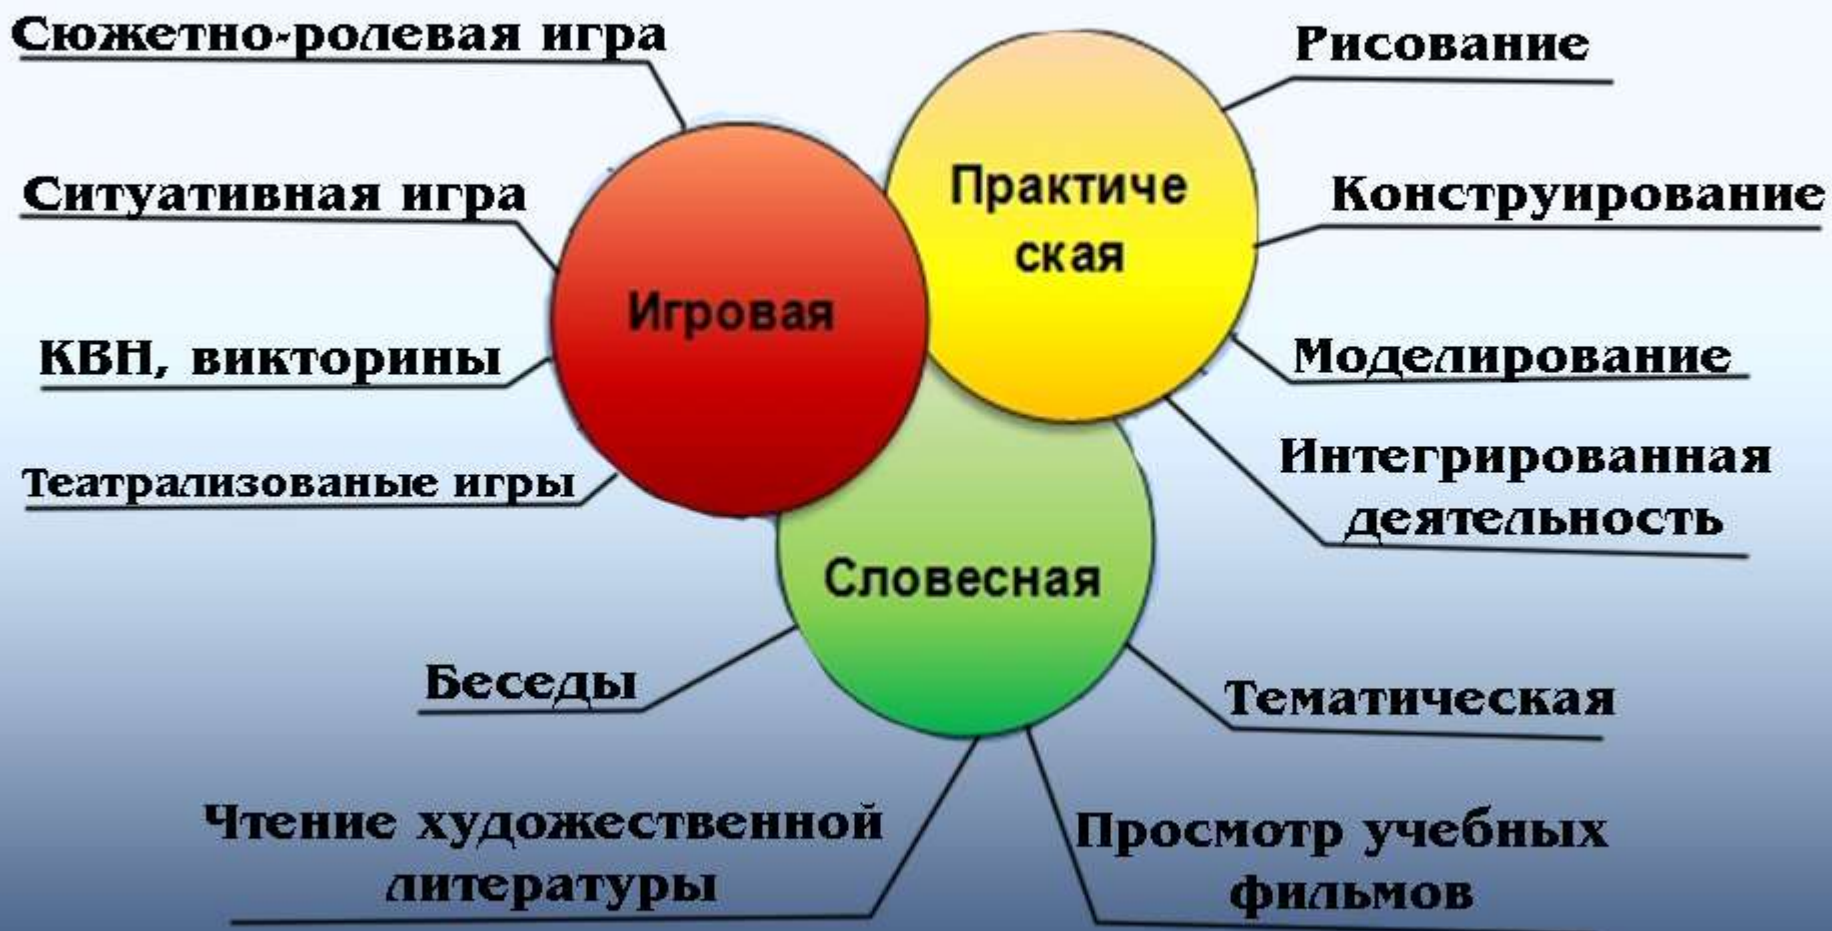 Сюжетно-ролевая игра
Ситуативная игра
КВН, викторины
Театрализованые игры
Игровая
Практиче
ская
Рисование
Конструирование
Моделирование
Интегрированная
деятельность
Словесная
Беседы
Чтение художественной
литературы
Просмотр учебных
фильмов
Тематическая